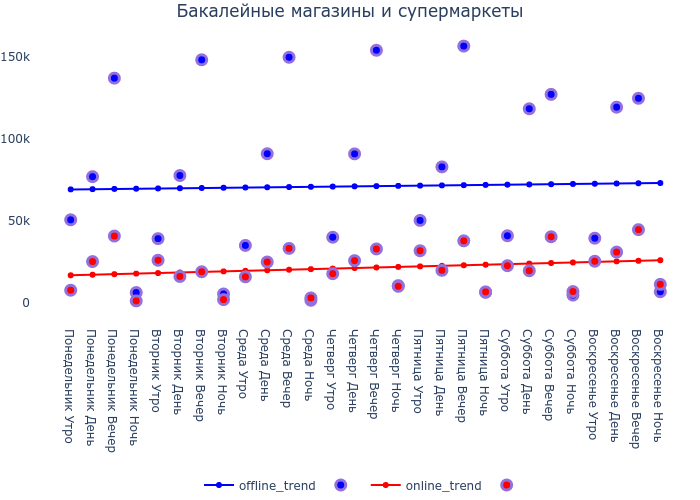 Бакалейные магазины и супермаркеты
150k
100k
50k
0
Понедельник Утро
Понедельник День
Понедельник Вечер
Понедельник Ночь
Вторник Утро
Вторник День
Вторник Вечер
Вторник Ночь
Среда Утро
Среда День
Среда Вечер
Среда Ночь
Четверг Утро
Четверг День
Четверг Вечер
Четверг Ночь
Пятница Утро
Пятница День
Пятница Вечер
Пятница Ночь
Суббота Утро
Суббота День
Суббота Вечер
Суббота Ночь
Воскресенье Утро
Воскресенье День
Воскресенье Вечер
Воскресенье Ночь
offline_trend
online_trend